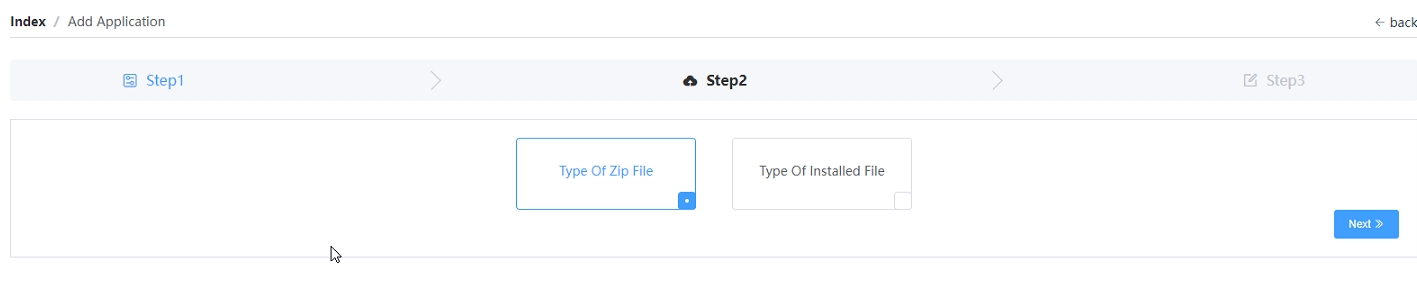 Index / Add Application
back
Step1
Step2
Step3
Type Of Zip File
Type Of Installed File
Next